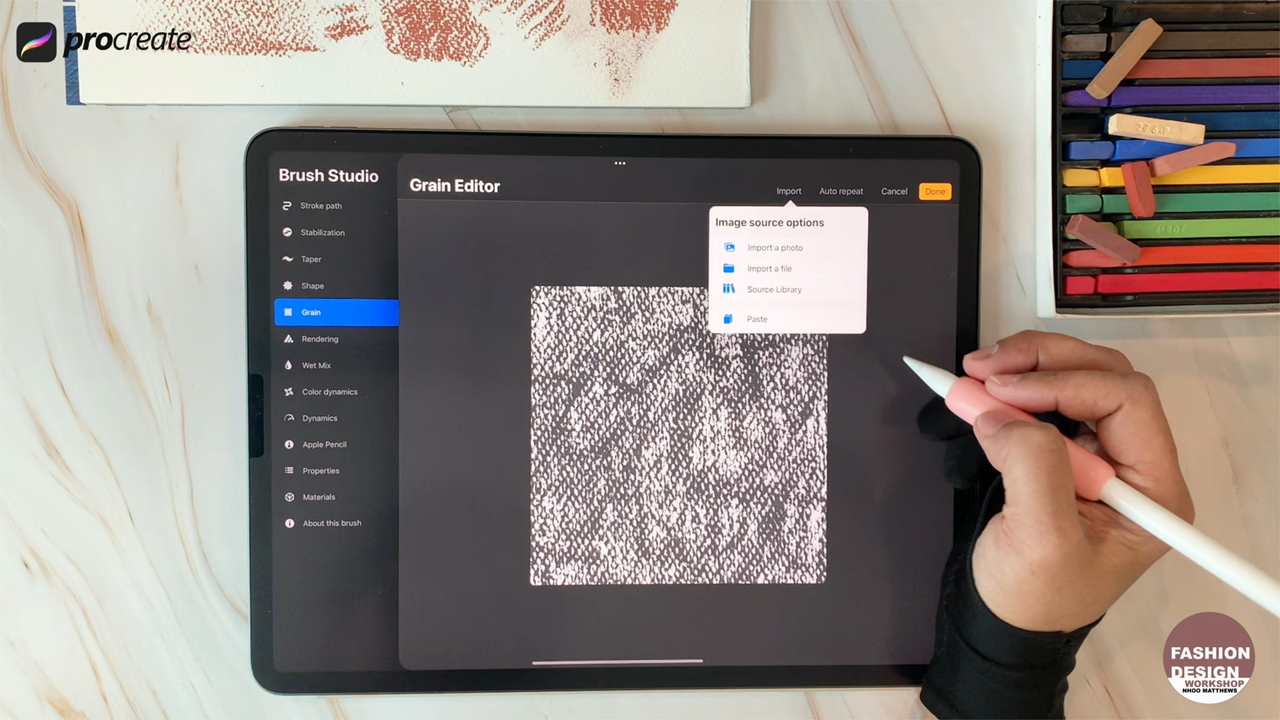 procreate
Brush Studio
Stroke path
Stabilization
Taper
Shape
Grain
Rendering
Wet Mix
Color dynamics
Dynamics
Apple Pencil
Properties
Materials
About this brush
Grain Editor
Import
Auto repeat
Cancel
Done
Image source options
Import a photo
Import a file
Source Library
Paste
FASHION
DESIGN
WORKSHOP
NHOO MATTHEWS